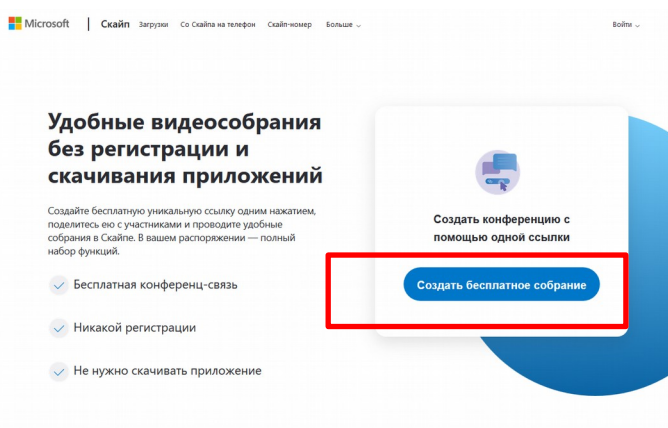 Microsoft Скайп Загрузки Со Скайпа на телефон Скайп-номер Больше Войти
Удобные видеособрания
без регистрации и
скачивания приложений
Создайте бесплатную уникальную ссылку одним нажатием,
поделитесь ею с участниками и проводите удобные
собрания в Скайпе. В вашем распоряжении — полный
набор функций.
Бесплатная конференц-связь
Никакой регистрации
Не нужно скачивать приложение
Создать конференцию с
помощью одной ссылки
Создать бесплатное собрание